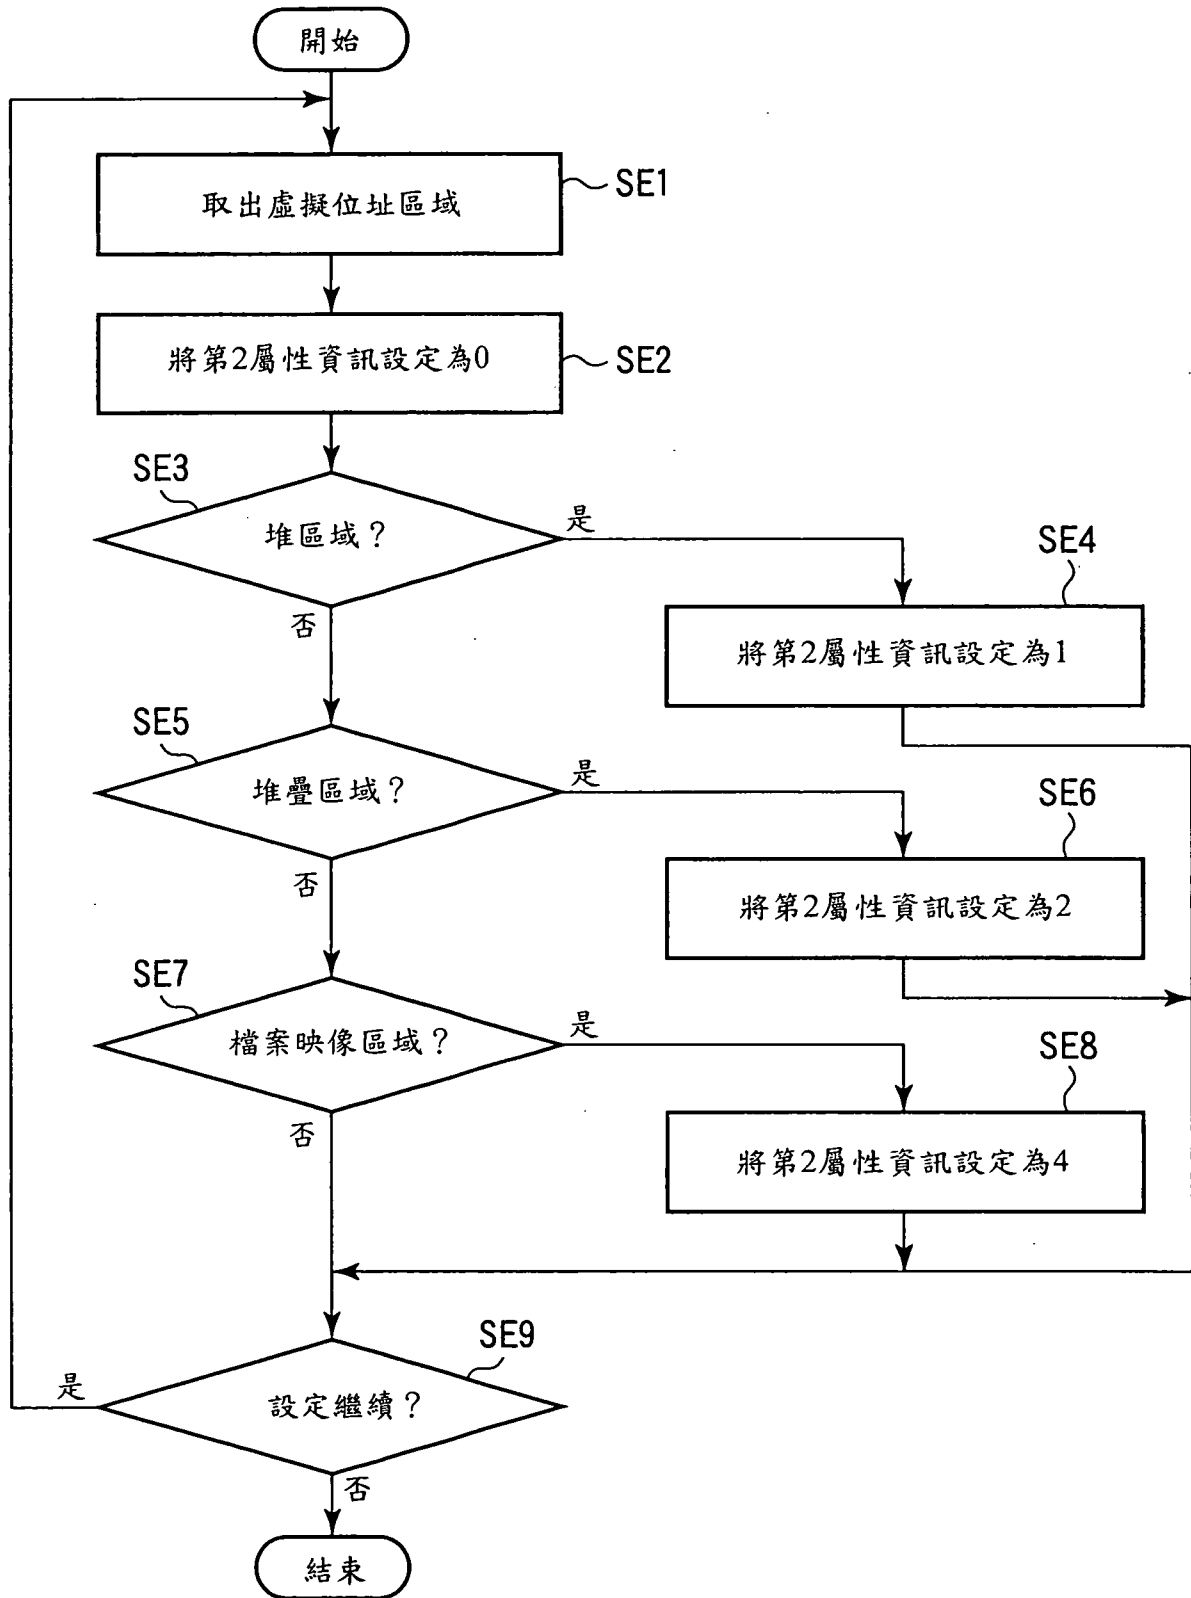 開始
取出虛擬位址區域
SE1
將第2屬性資訊設定為0
SE2
SE3
堆區域？
是
否
SE4
將第2屬性資訊設定為1
SE5
堆疊區域？
是
否
SE6
將第2屬性資訊設定為2
SE7
檔案映像區域？
是
否
SE8
將第2屬性資訊設定為4
SE9
設定繼續？
是
否
結束